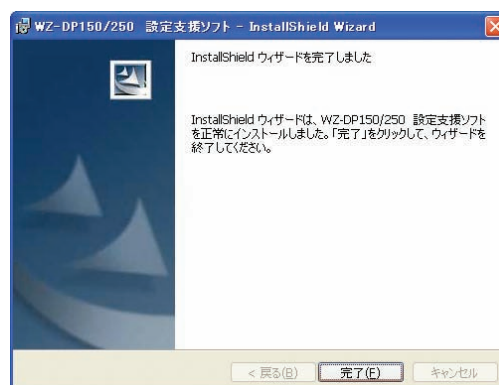 WZ-DP150/250 設定支援ソフト - InstallShield Wizard
InstallShield ウィザードを完了しました
InstallShield ウィザードは、WZ-DP150/250 設定支援ソフト
を正常にインストールしました。「完了」をクリックして、ウィザードを
終了してください。
< 戻る(B)
完了(F)
キャンセル